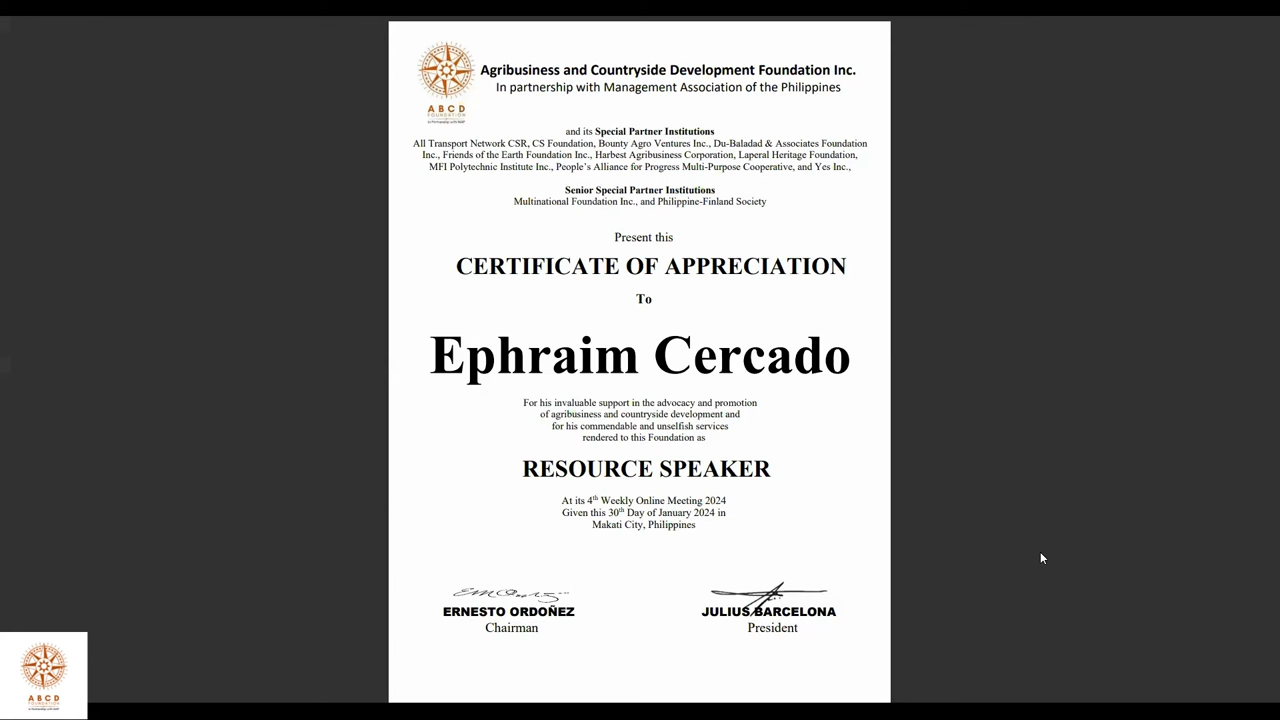 Agribusiness and Countryside Development Foundation Inc.
In partnership with Management Association of the Philippines
A B C D
FOUNDATION
In Partnership with MAP
and its Special Partner Institutions
All Transport Network CSR, CS Foundation, Bounty Agro Ventures Inc., Du-Baladad & Associates Foundation
Inc., Friends of the Earth Foundation Inc., Harbest Agribusiness Corporation, Laperal Heritage Foundation,
MFI Polytechnic Institute Inc., People's Alliance for Progress Multi-Purpose Cooperative, and Yes Inc.,
Senior Special Partner Institutions
Multinational Foundation Inc., and Philippine-Finland Society
Present this
CERTIFICATE OF APPRECIATION
To
Ephraim Cercado
For his invaluable support in the advocacy and promotion
of agribusiness and countryside development and
for his commendable and unselfish services
rendered to this Foundation as
RESOURCE SPEAKER
At its 4th Weekly Online Meeting 2024
Given this 30th Day of January 2024 in
Makati City, Philippines
ERNESTO ORDOÑEZ
Chairman
JULIUS BARCELONA
President
A B C D
FOUNDATION